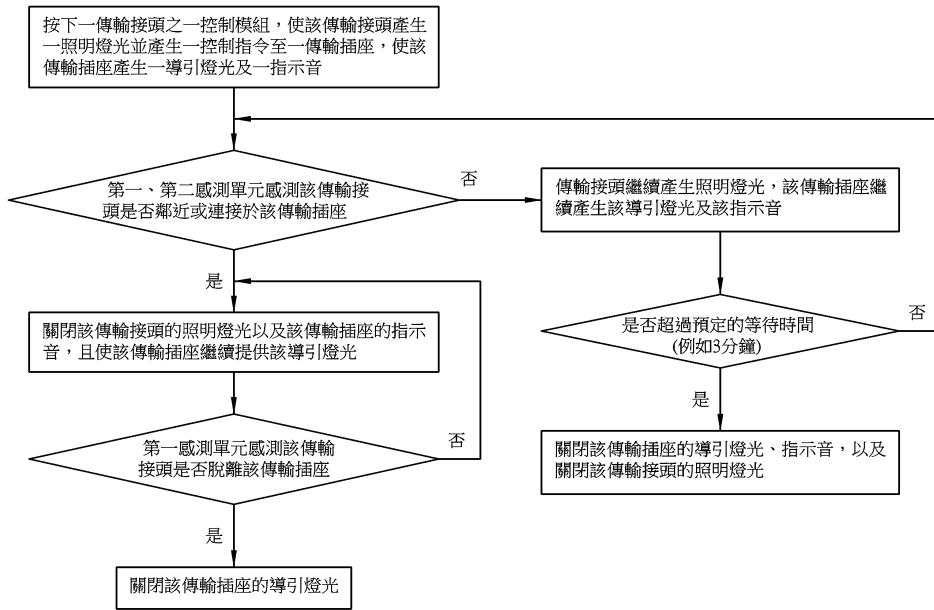 按下一傳輸接頭之一控制模組，使該傳輸接頭產生
一照明燈光並產生一控制指令至一傳輸插座，使該
傳輸插座產生一導引燈光及一指示音
第一、第二感測單元感測該傳輸接
頭是否鄰近或連接於該傳輸插座
否
傳輸接頭繼續產生照明燈光，該傳輸插座繼
續產生該導引燈光及該指示音
是
關閉該傳輸接頭的照明燈光以及該傳輸插座的指示
音，且使該傳輸插座繼續提供該導引燈光
是否超過預定的等待時間
(例如3分鐘)
否
是
第一感測單元感測該傳輸
接頭是否脫離該傳輸插座
否
關閉該傳輸插座的導引燈光、指示音，以及
關閉該傳輸接頭的照明燈光
是
關閉該傳輸插座的導引燈光